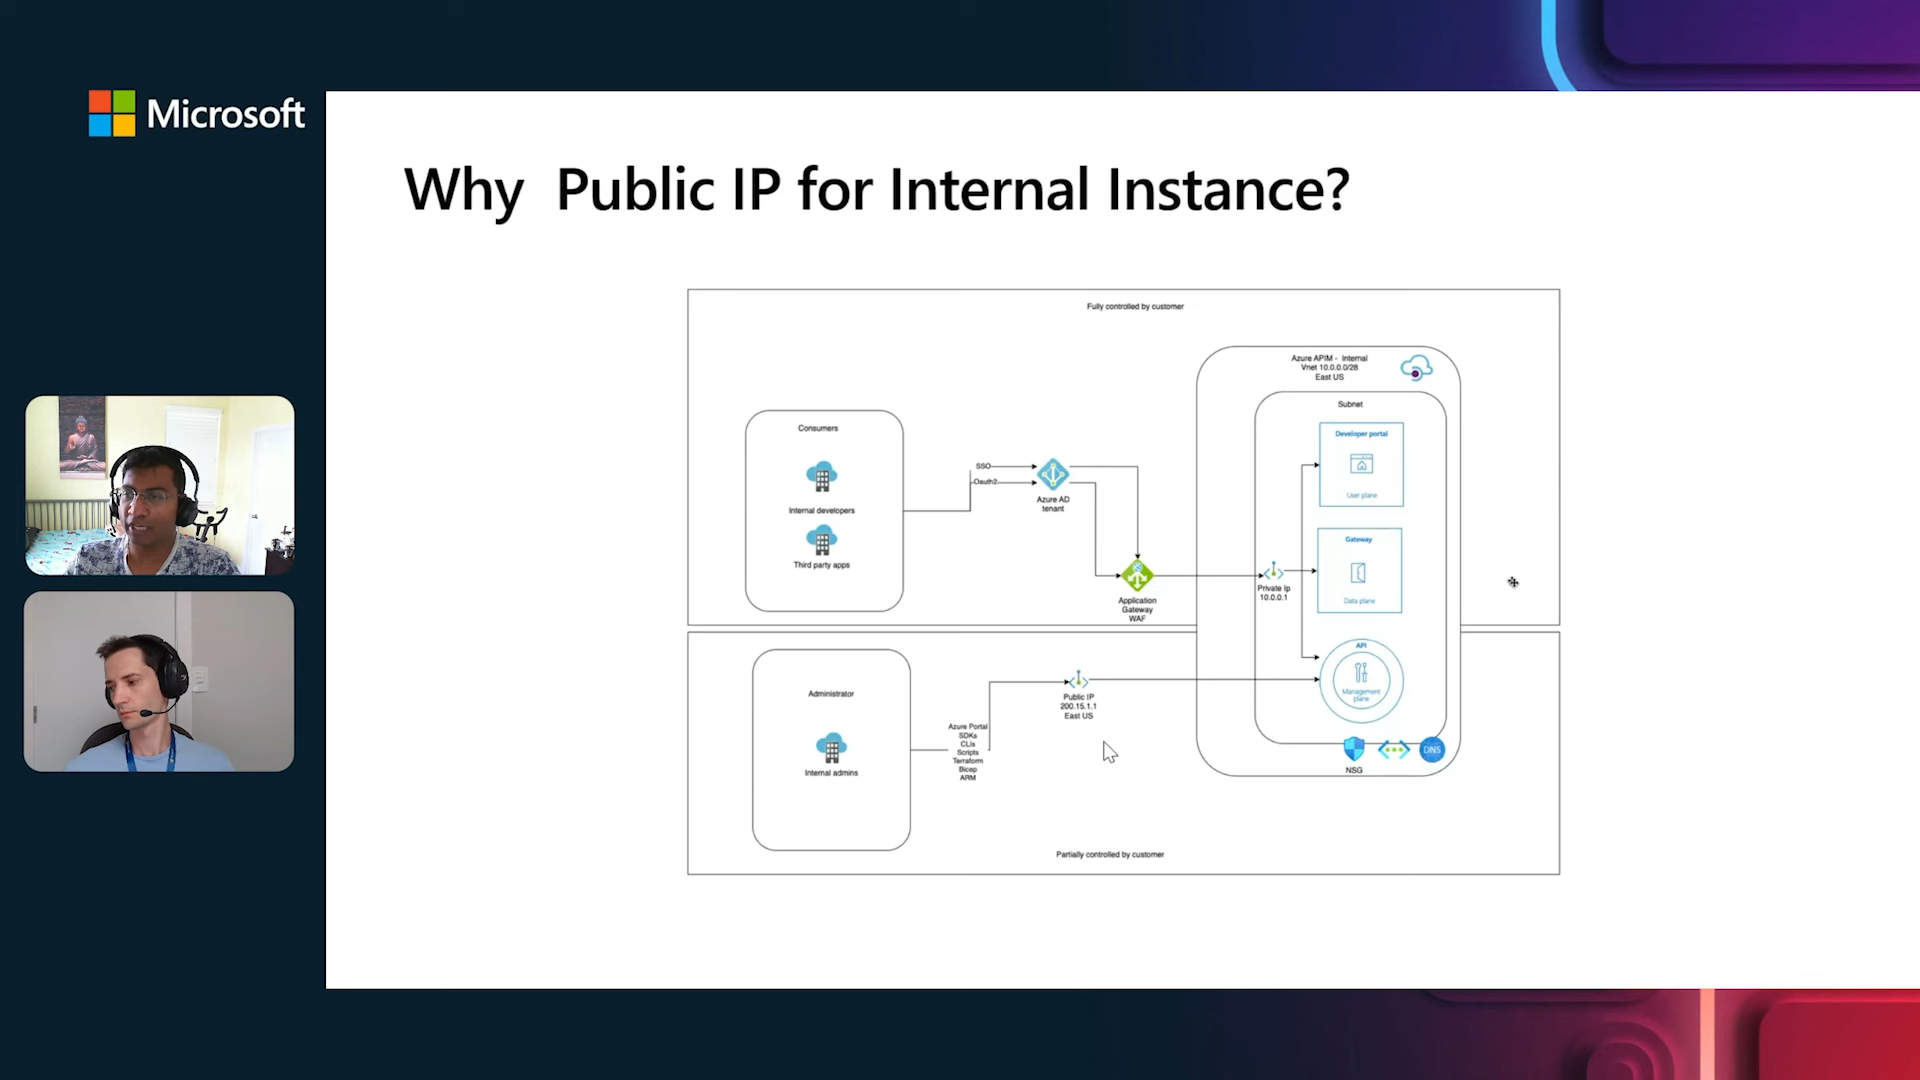 Microsoft
Why Public IP for Internal Instance?
Fully controlled by customer
Azure APIM - Internal
Vnet 10.0.0.0/28
East US
Subnet
Developer portal
User plane
Consumers
Internal developers
Third party apps
SSO
Oauth2
Azure AD
tenant
Application
Gateway
WAF
Private Ip
10.0.0.1
Gateway
Data plane
API
Management
plane
NSG
DNS
Administrator
Internal admins
Azure Portal
SDKs
CLIs
Scripts
Terraform
Bicep
ARM
Public IP
200.15.1.1
East US
Partially controlled by customer